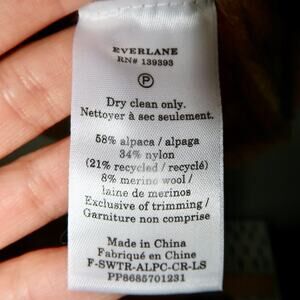 EVERLANE
RN# 139393
P
Dry clean only.
Nettoyer à sec seulement.
58% alpaca / alpaga
34% nylon
(21% recycled / recyclé)
8% merino wool /
laine de merinos
Exclusive of trimming /
Garniture non comprise
Made in China
Fabriqué en Chine
F-SWTR-ALPC-CR-LS
PP8685701231